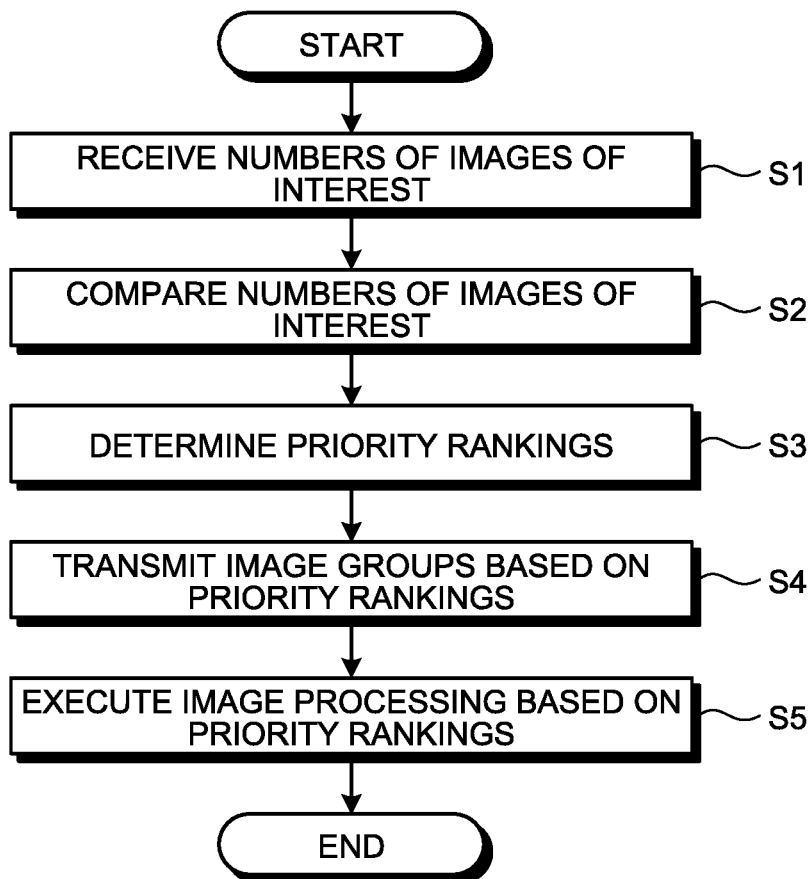 START
RECEIVE NUMBERS OF IMAGES OF
INTEREST
S1
COMPARE NUMBERS OF IMAGES OF
INTEREST
S2
DETERMINE PRIORITY RANKINGS
S3
TRANSMIT IMAGE GROUPS BASED ON
PRIORITY RANKINGS
S4
EXECUTE IMAGE PROCESSING BASED ON
PRIORITY RANKINGS
S5
END